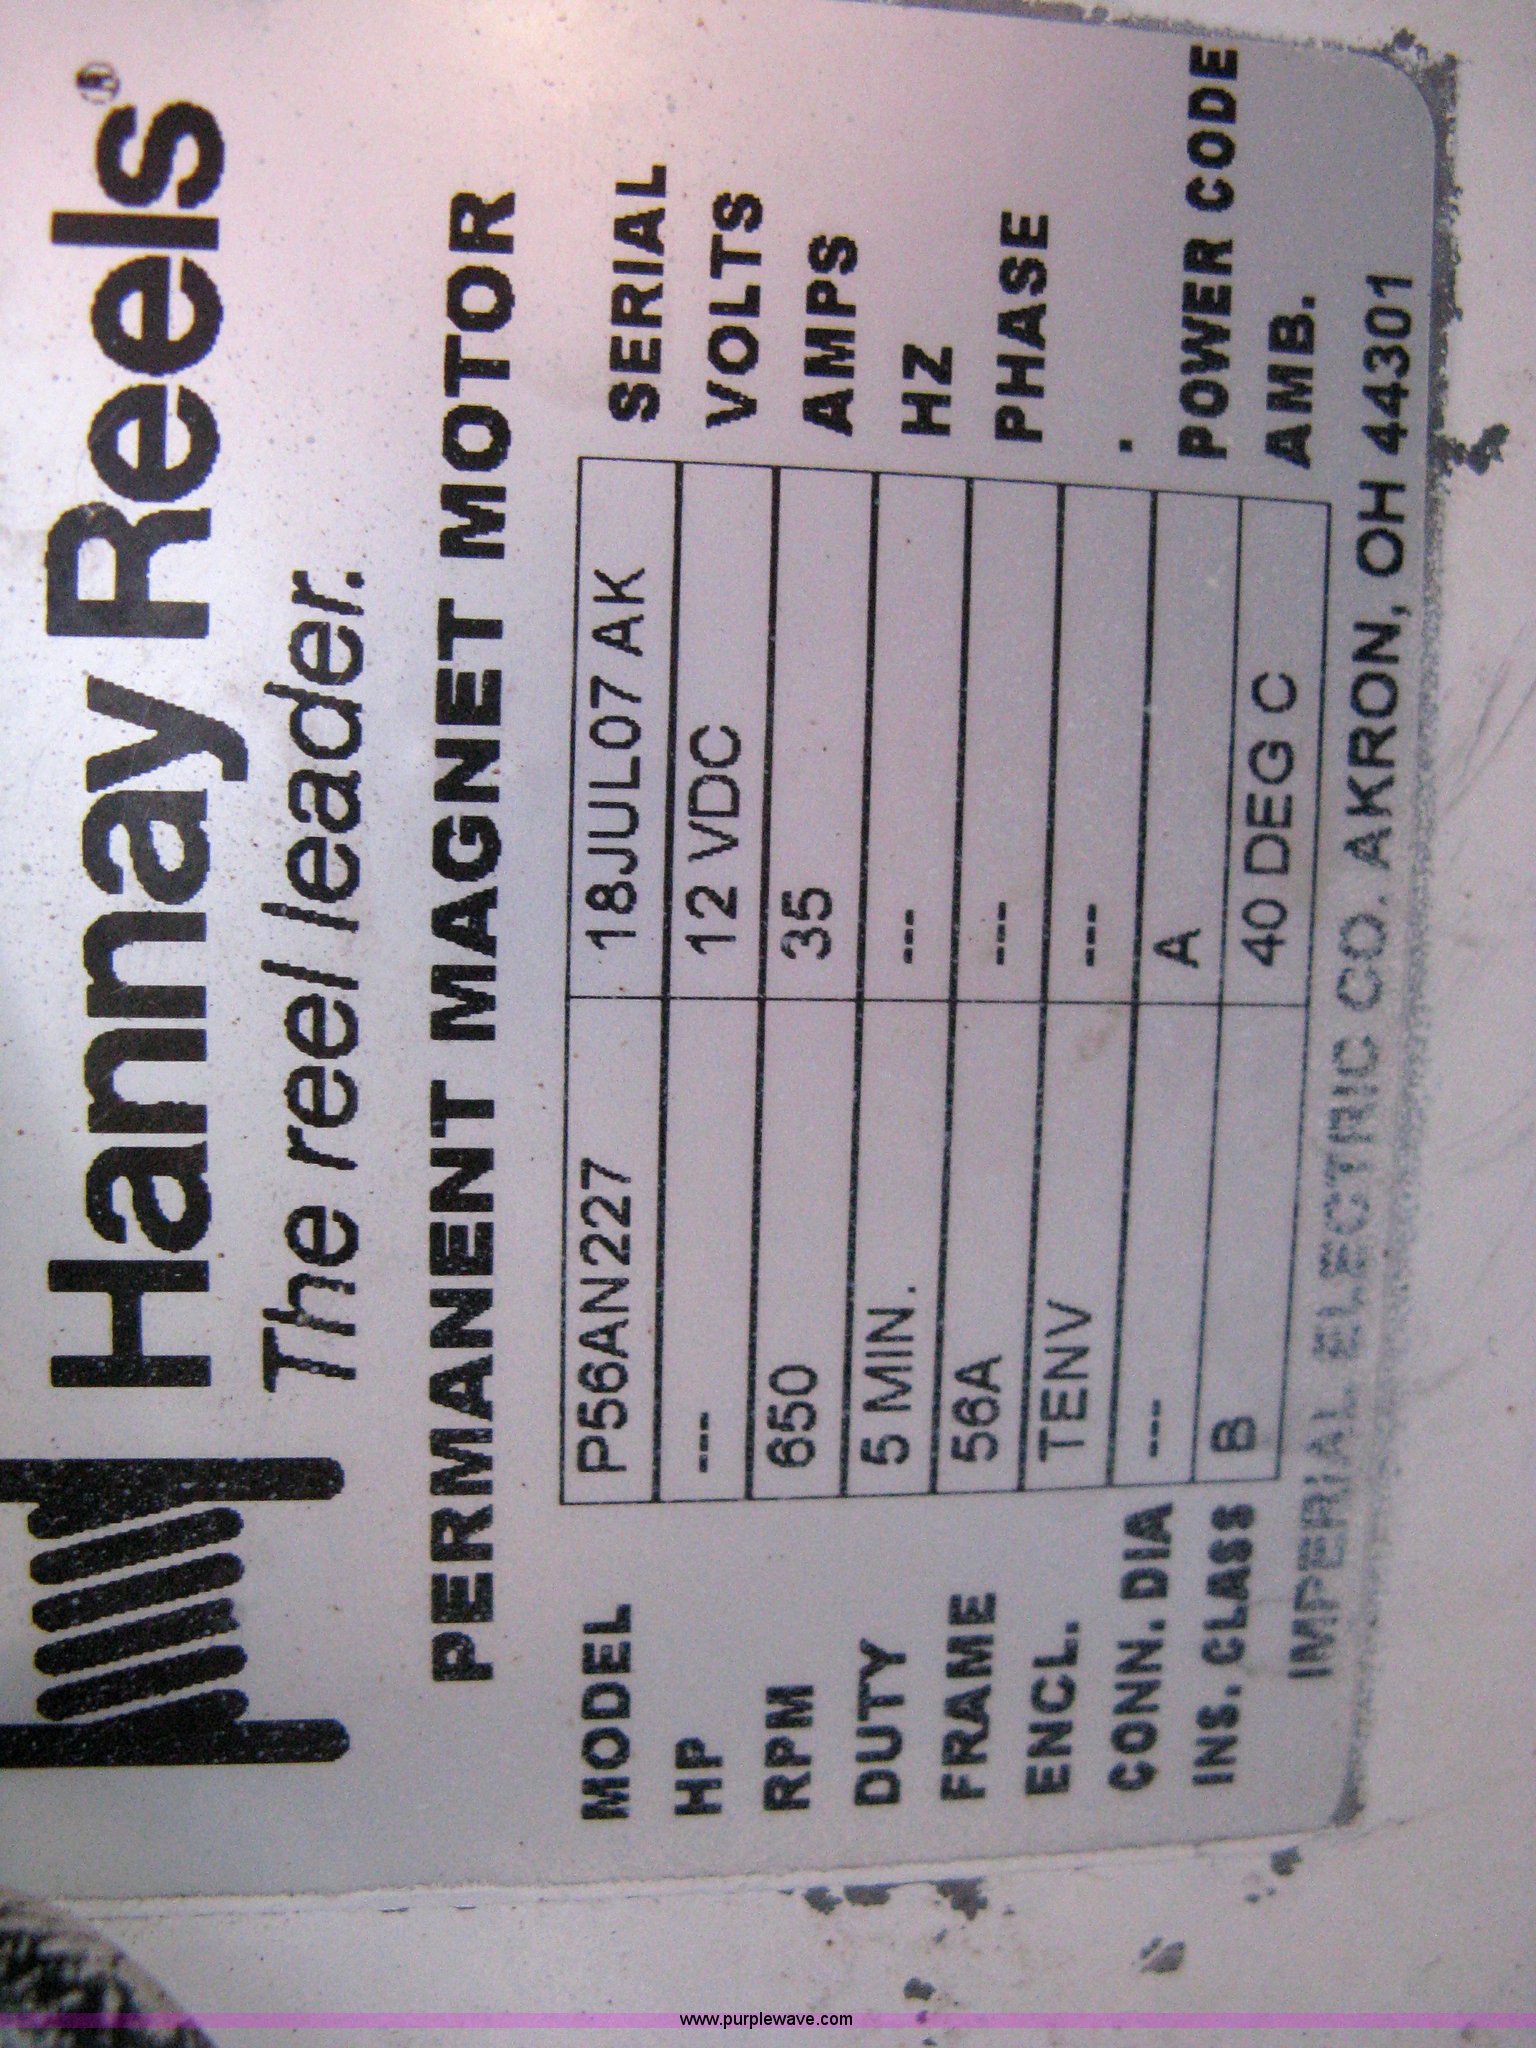 Hannay Reels®
The reel leader.
PERMANENT MAGNET MOTOR
MODEL P56AN227 18JUL07 AK SERIAL
HP --- 12 VDC VOLTS
RPM 650 35 AMPS
DUTY 5 MIN. --- HZ
FRAME 56A --- PHASE
ENCL. TENV --- .
CONN. DIA --- A POWER CODE
INS. CLASS B 40 DEG C AMB.
IMPERIAL ELECTRIC CO. AKRON, OH 44301
www.purplewave.com